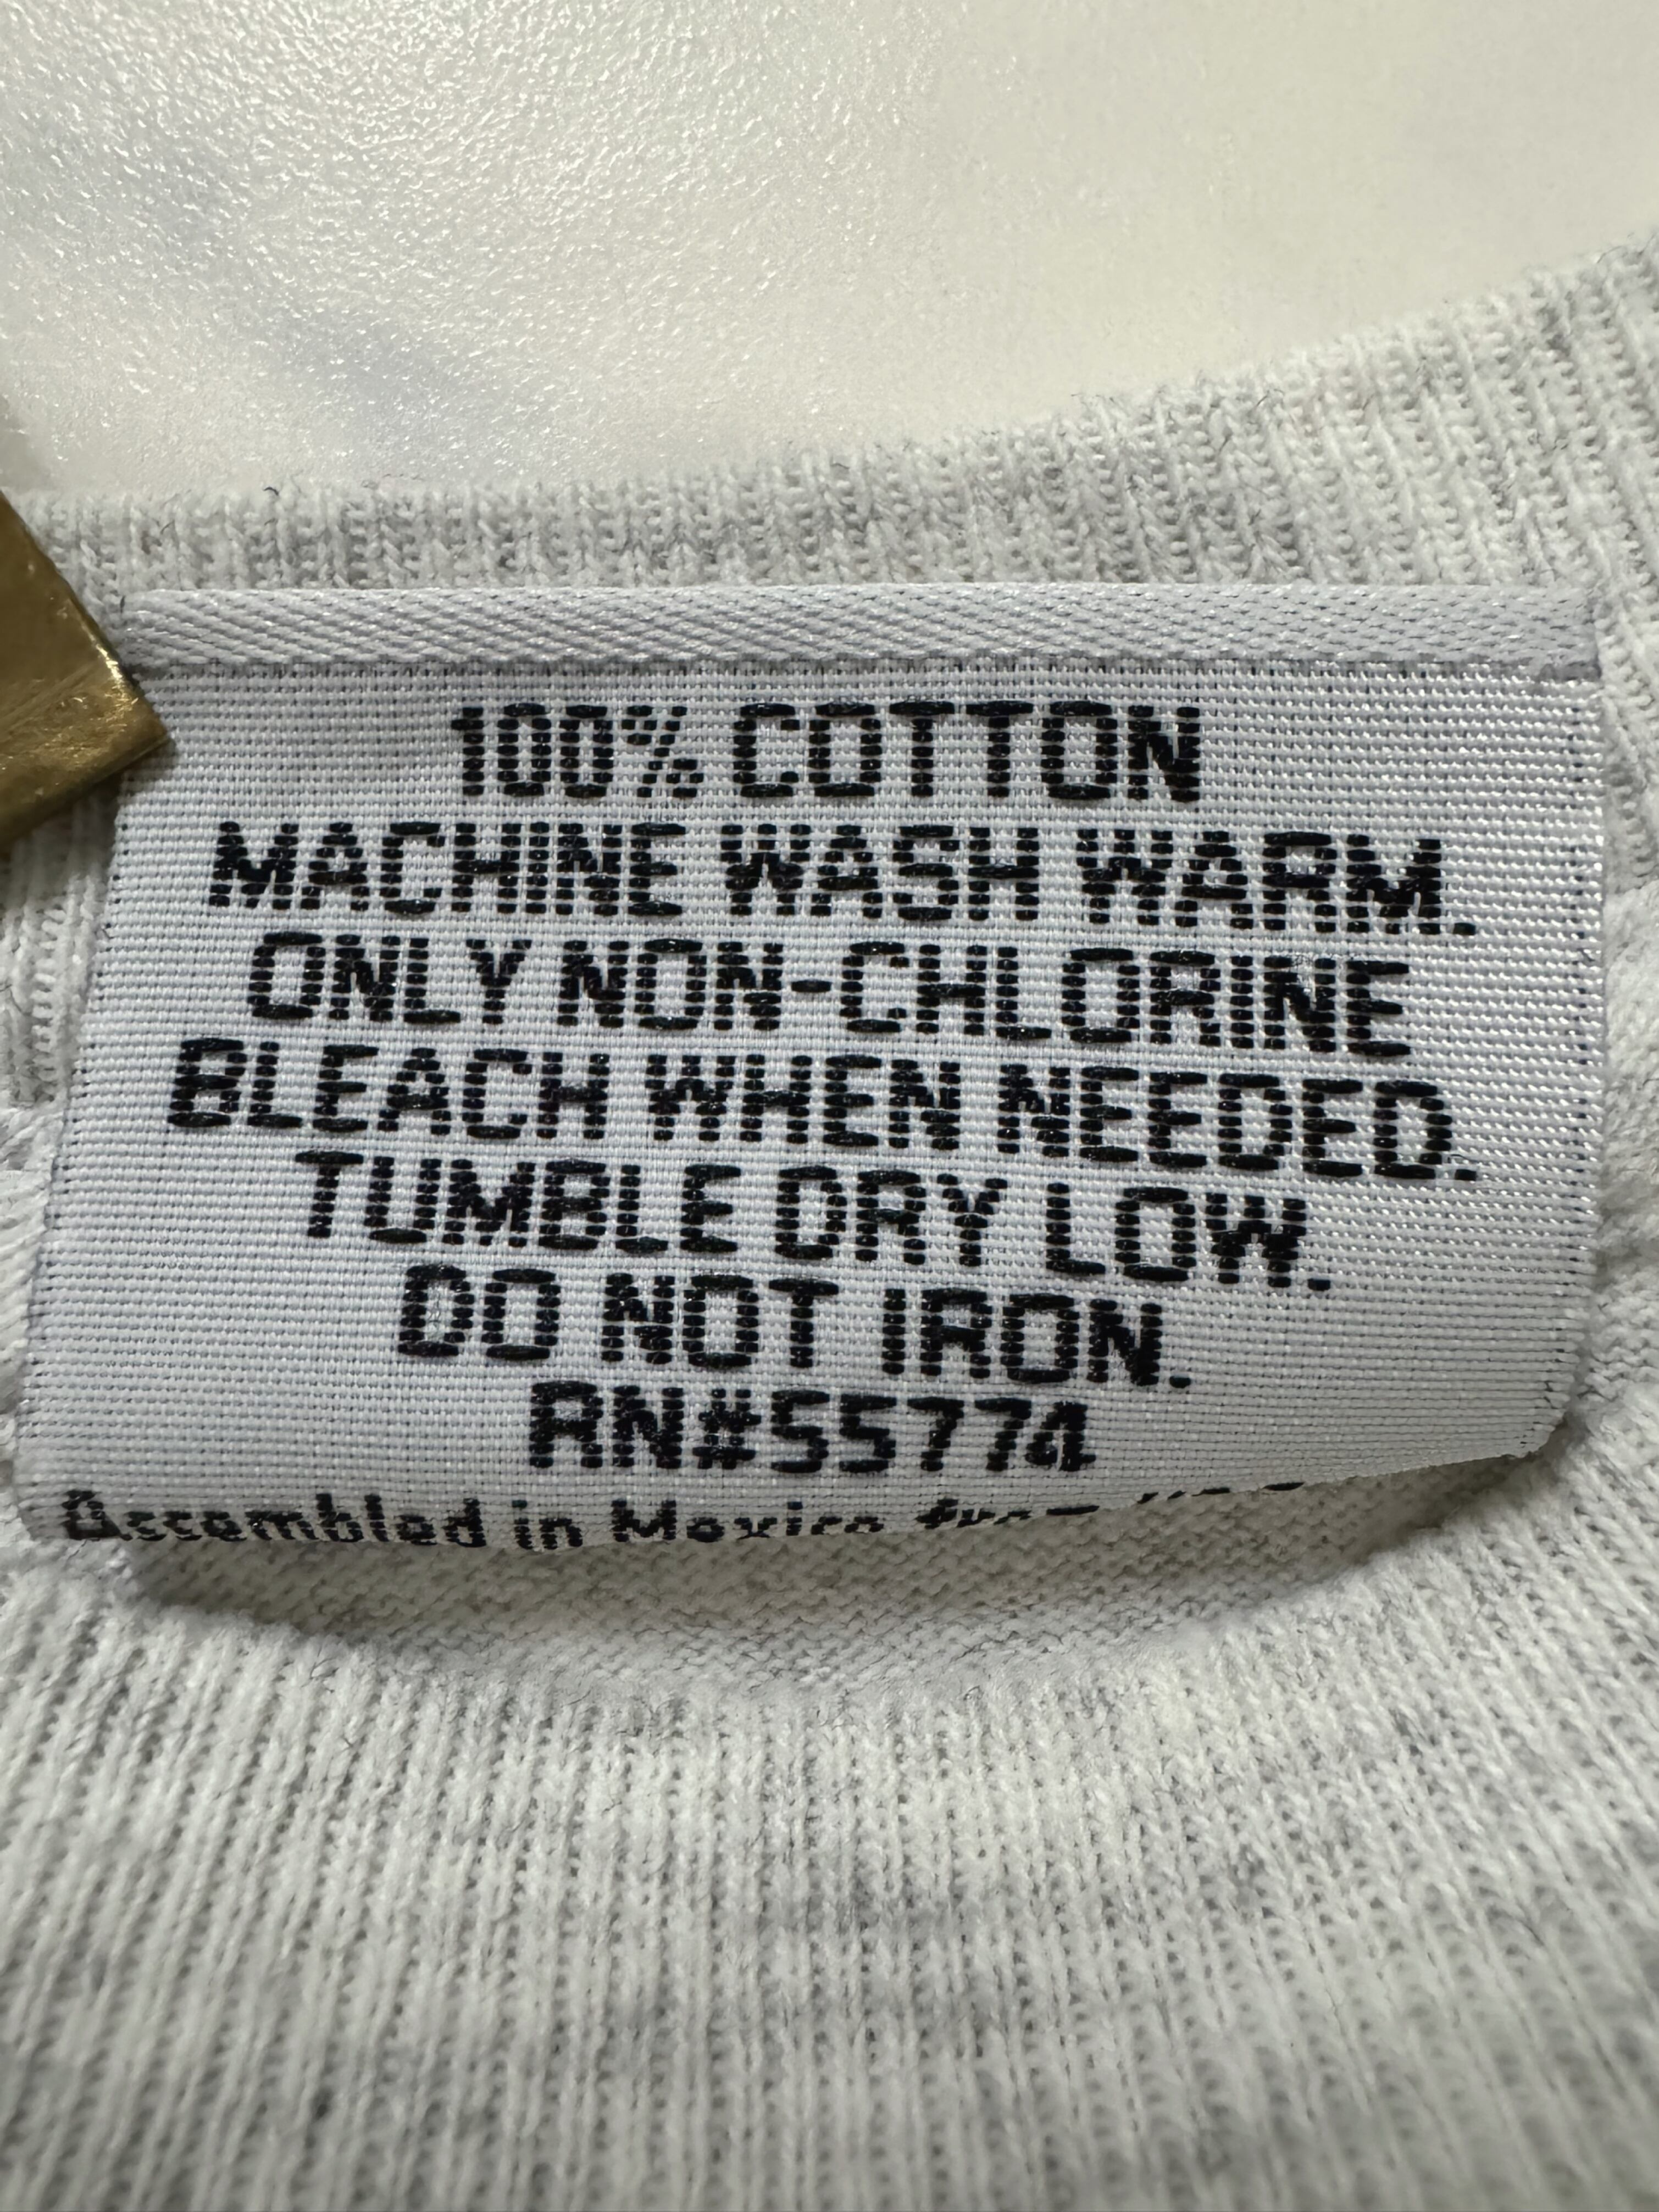 100% COTTON
MACHINE WASH WARM.
ONLY NON-CHLORINE
BLEACH WHEN NEEDED.
TUMBLE DRY LOW.
DO NOT IRON.
RN#55774
Assembled in Mexico from